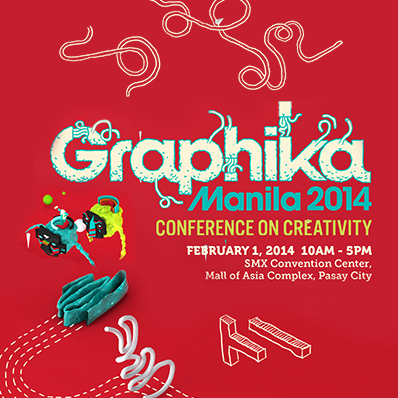 Graphika
Manila 2014
CONFERENCE ON CREATIVITY
FEBRUARY 1, 2014 10AM - 5PM
SMX Convention Center,
Mall of Asia Complex, Pasay City